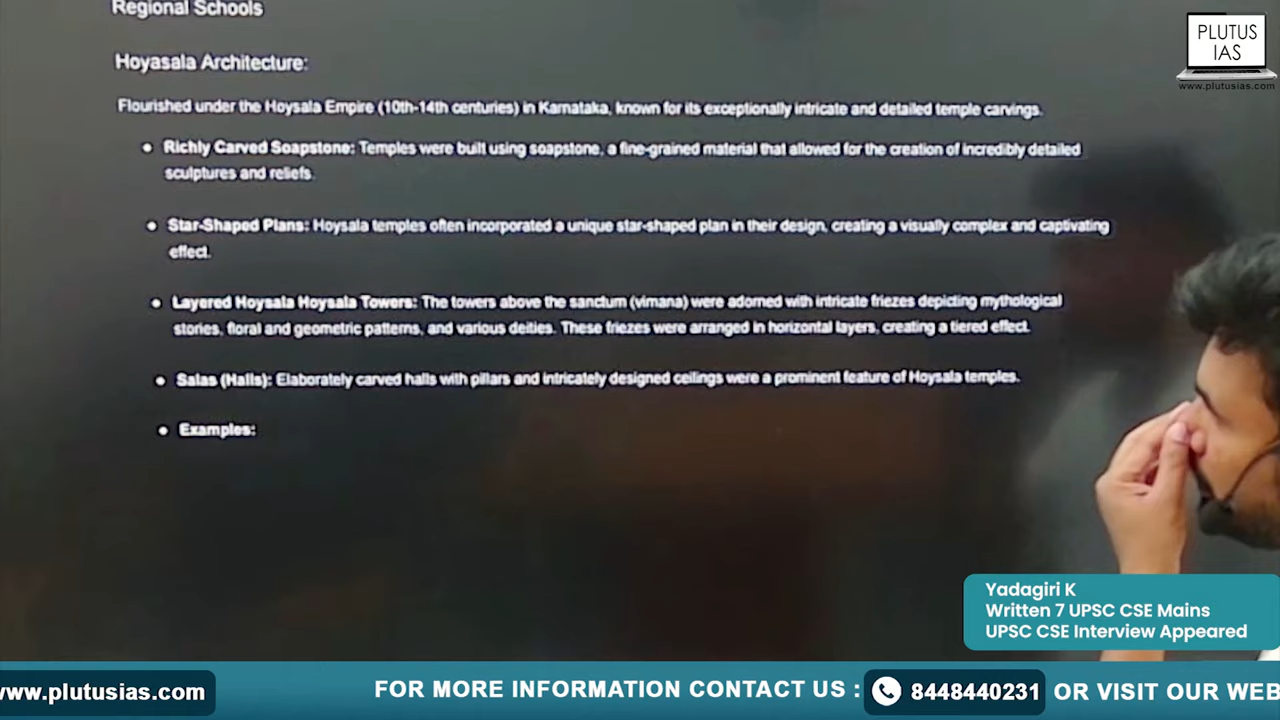 Regional Schools
PLUTUS
IAS
www.plutusias.com
Hoyasala Architecture:
Flourished under the Hoysala Empire (10th-14th centuries) in Karnataka, known for its exceptionally intricate and detailed temple carvings.
• Richly Carved Soapstone: Temples were built using soapstone, a fine-grained material that allowed for the creation of incredibly detailed
sculptures and reliefs.
• Star-Shaped Plans: Hoysala temples often incorporated a unique star-shaped plan in their design, creating a visually complex and captivating
effect.
• Layered Hoysala Hoysala Towers: The towers above the sanctum (vimana) were adorned with intricate friezes depicting mythological
stories, floral and geometric patterns, and various deities. These friezes were arranged in horizontal layers, creating a tiered effect.
• Salas (Halls): Elaborately carved halls with pillars and intricately designed ceilings were a prominent feature of Hoysala temples.
• Examples:
Yadagiri K
Written 7 UPSC CSE Mains
UPSC CSE Interview Appeared
www.plutusias.com
FOR MORE INFORMATION CONTACT US : 8448440231 OR VISIT OUR WEB